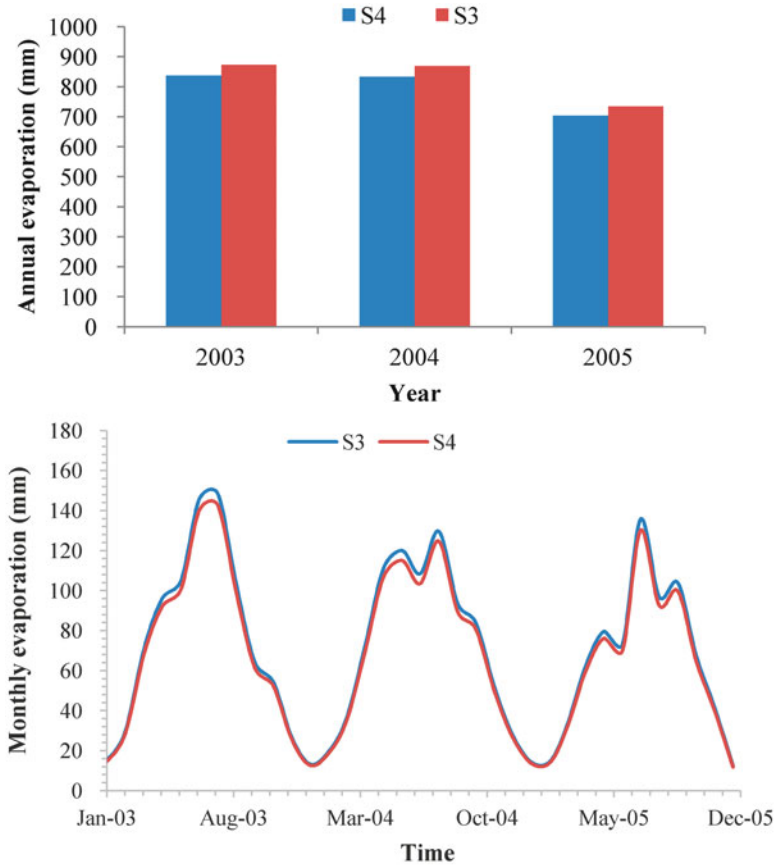 S4 S3
1000
900
800
700
600
500
400
300
200
100
0
Annual evaporation (mm)
2003 2004 2005
Year
180
160
140
120
100
80
60
40
20
0
Monthly evaporation (mm)
S3 S4
Jan-03 Aug-03 Mar-04 Oct-04 May-05 Dec-05
Time